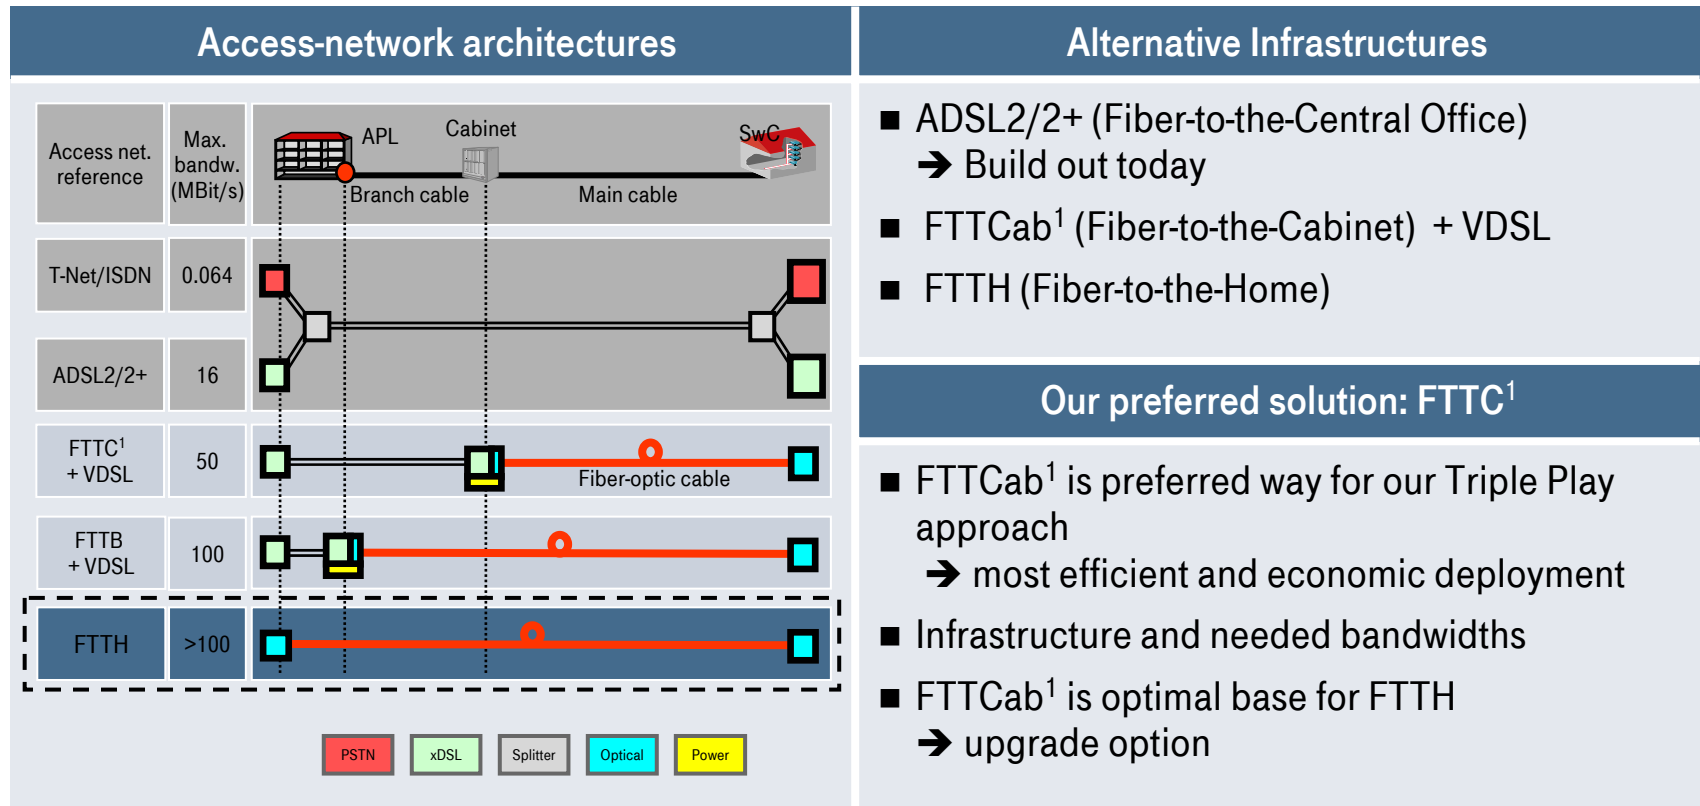 Access-network architectures
Access net.
reference
Max.
bandw.
(MBit/s)
APL
Cabinet
SwC
Branch cable
Main cable
T-Net/ISDN
0.064
ADSL2/2+
16
FTTC¹
+ VDSL
50
Fiber-optic cable
FTTB
+ VDSL
100
FTTH
>100
PSTN
xDSL
Splitter
Optical
Power
Alternative Infrastructures
■ ADSL2/2+ (Fiber-to-the-Central Office)
➔ Build out today
■ FTTCab¹ (Fiber-to-the-Cabinet) + VDSL
■ FTTH (Fiber-to-the-Home)
Our preferred solution: FTTC¹
■ FTTCab¹ is preferred way for our Triple Play
approach
➔ most efficient and economic deployment
■ Infrastructure and needed bandwidths
■ FTTCab¹ is optimal base for FTTH
➔ upgrade option